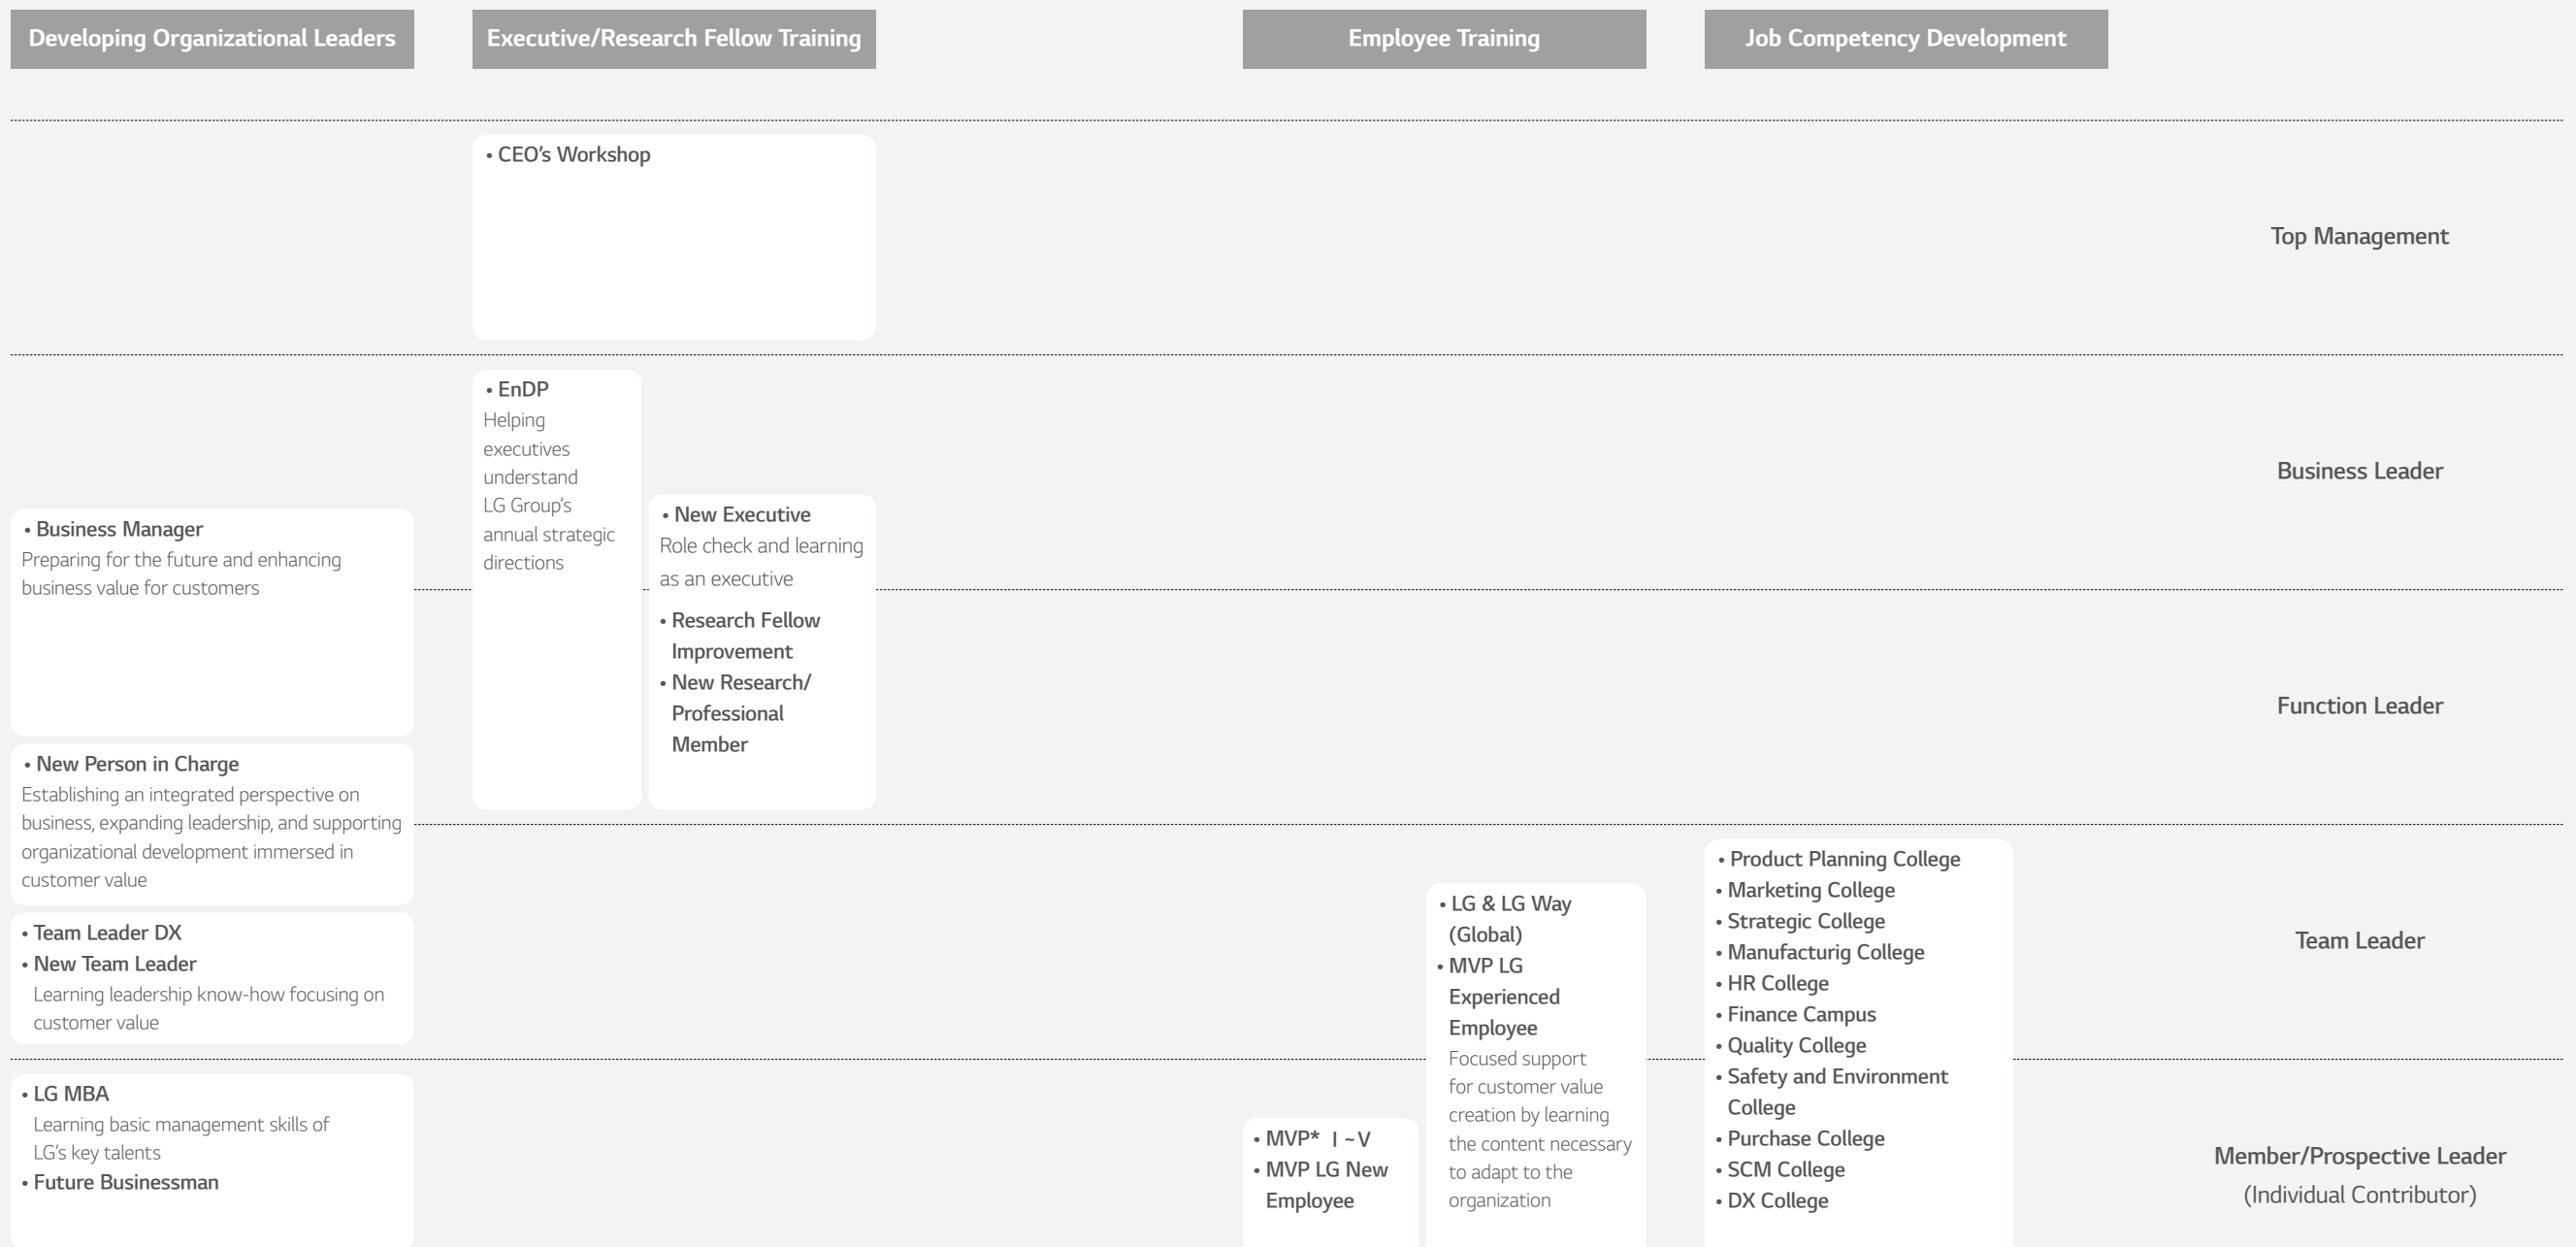 Developing Organizational Leaders
Executive/Research Fellow Training
Employee Training
Job Competency Development
• CEO’s Workshop
Top Management
• EnDP
Helping
executives
understand
LG Group’s
annual strategic
directions
Business Leader
• New Executive
Role check and learning
as an executive
• Research Fellow
Improvement
• New Research/
Professional
Member
• Business Manager
Preparing for the future and enhancing
business value for customers
Function Leader
• New Person in Charge
Establishing an integrated perspective on
business, expanding leadership, and supporting
organizational development immersed in
customer value
• Team Leader DX
• New Team Leader
Learning leadership know-how focusing on
customer value
• LG & LG Way
(Global)
• MVP LG
Experienced
Employee
Focused support
for customer value
creation by learning
the content necessary
to adapt to the
organization
• Product Planning College
• Marketing College
• Strategic College
• Manufacturig College
• HR College
• Finance Campus
• Quality College
• Safety and Environment
College
• Purchase College
• SCM College
• DX College
Team Leader
• LG MBA
Learning basic management skills of
LG’s key talents
• Future Businessman
• MVP* Ⅰ ~ V
• MVP LG New
Employee
Member/Prospective Leader
(Individual Contributor)